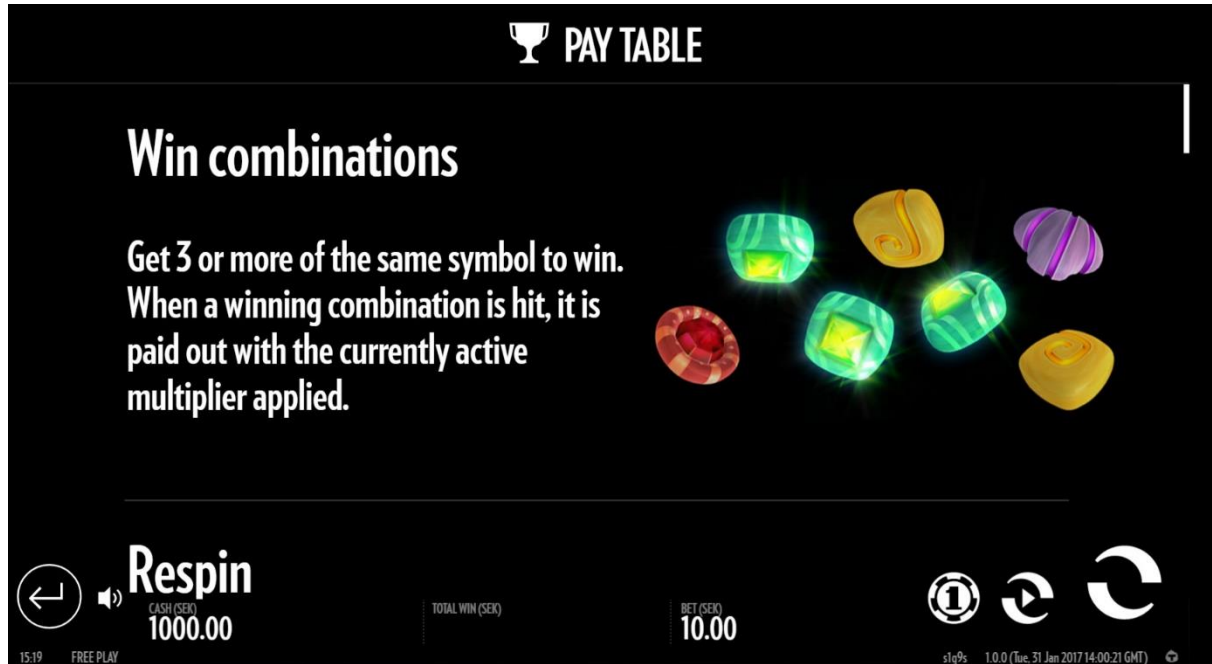 PAY TABLE
Win combinations
Get 3 or more of the same symbol to win.
When a winning combination is hit, it is
paid out with the currently active
multiplier applied.
Respin
CASH (SEK)
1000.00
TOTAL WIN (SEK)
BET (SEK)
10.00
1
15:19 FREE PLAY
s1q9s 1.0.0 (Tue, 31 Jan 2017 14:00:21 GMT)